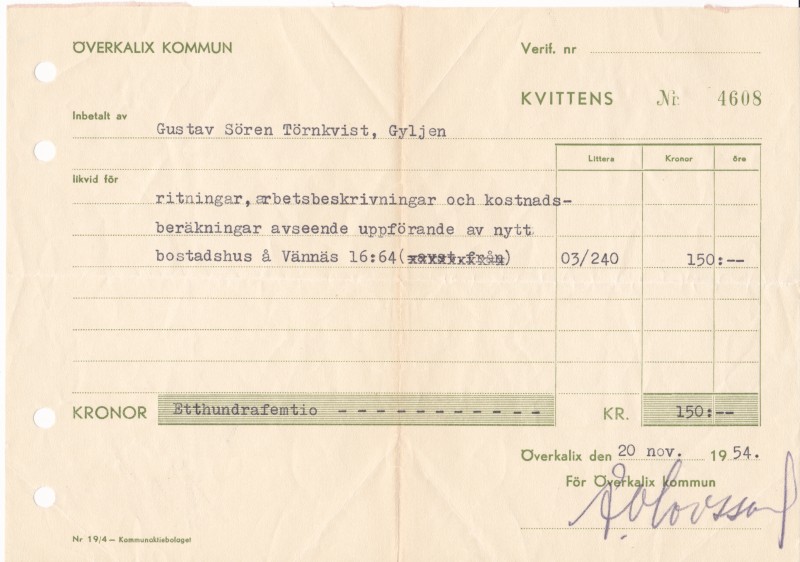 ÖVERKALIX KOMMUN
Verif. nr
KVITTENS Nr. 4608
Inbetalt av
Gustav Sören Törnkvist, Gyljen
Littera Kronor öre
likvid för
ritningar, arbetsbeskrivningar och kostnads-
beräkningar avseende uppförande av nytt
bostadshus å Vännäs 16:64( från) 03/240 150:--
KRONOR Etthundrafemtio - - - - - - - - - - - KR. 150:--
Överkalix den 20 nov. 1954.
För Överkalix kommun
Nr 19/4 — Kommunaktiebolaget